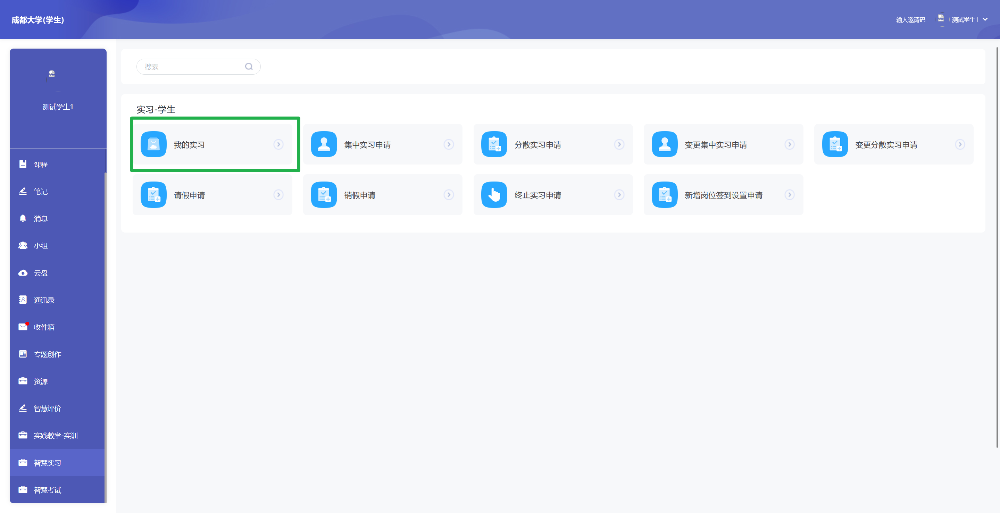 成都大学(学生)
输入邀请码
测试学生1
测试学生1
课程
笔记
消息
小组
云盘
通讯录
收件箱
专题创作
资源
智慧评价
实践教学-实训
智慧实习
智慧考试
搜索
实习-学生
我的实习
集中实习申请
分散实习申请
变更集中实习申请
变更分散实习申请
请假申请
销假申请
终止实习申请
新增岗位签到设置申请